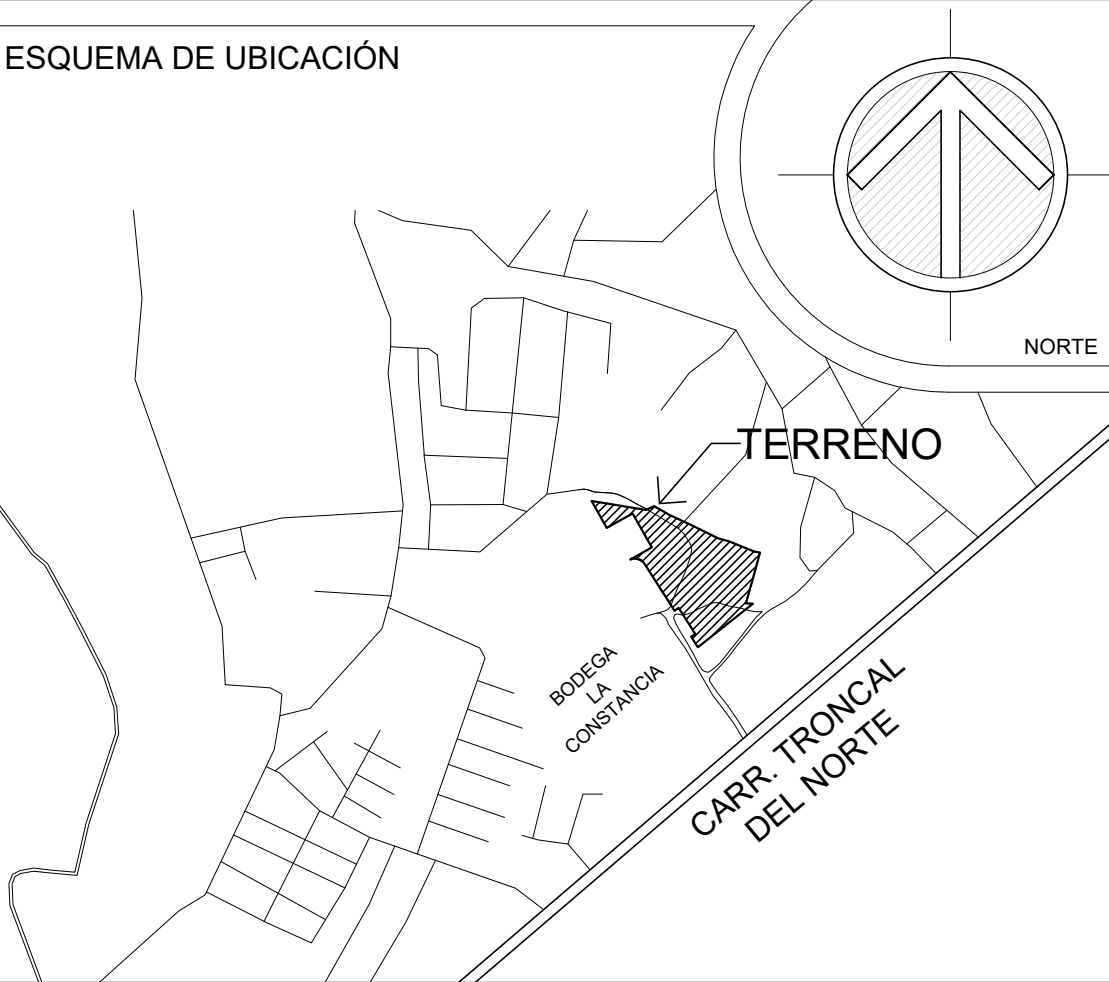 ESQUEMA DE UBICACIÓN
NORTE
TERRENO
BODEGA
LA
CONSTANCIA
CARR. TRONCAL
DEL NORTE